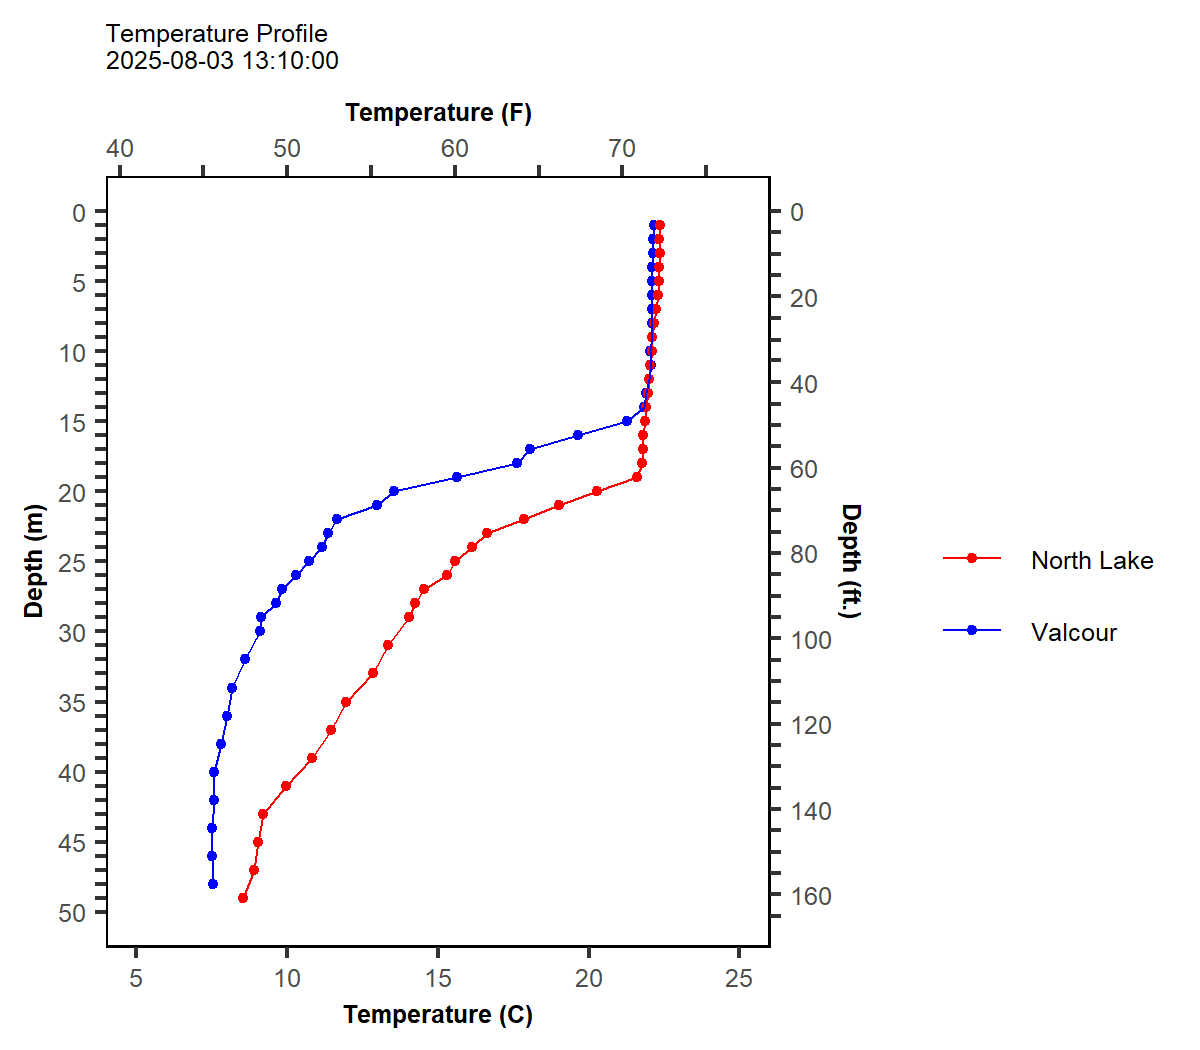 Temperature Profile
2025-08-03 13:10:00
Temperature (F)
40 50 60 70
0
5
10
15
20
25
30
35
40
45
50
Depth (m)
0
20
40
60
80
100
120
140
160
Depth (ft.)
North Lake
Valcour
5 10 15 20 25
Temperature (C)